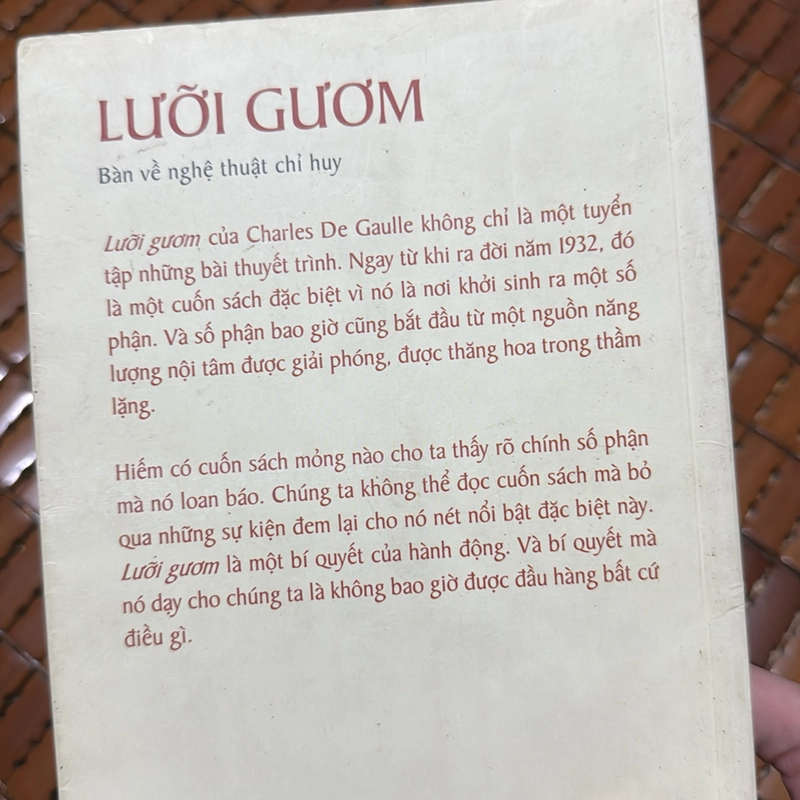 LƯỠI GƯƠM
Bàn về nghệ thuật chỉ huy
Lưỡi gươm của Charles De Gaulle không chỉ là một tuyển
tập những bài thuyết trình. Ngay từ khi ra đời năm 1932, đó
là một cuốn sách đặc biệt vì nó là nơi khởi sinh ra một số
phận. Và số phận bao giờ cũng bắt đầu từ một nguồn năng
lượng nội tâm được giải phóng, được thăng hoa trong thầm
lặng.
Hiếm có cuốn sách mỏng nào cho ta thấy rõ chính số phận
mà nó loan báo. Chúng ta không thể đọc cuốn sách mà bỏ
qua những sự kiện đem lại cho nó nét nổi bật đặc biệt này.
Lưỡi gươm là một bí quyết của hành động. Và bí quyết mà
nó dạy cho chúng ta là không bao giờ được đầu hàng bất cứ
điều gì.